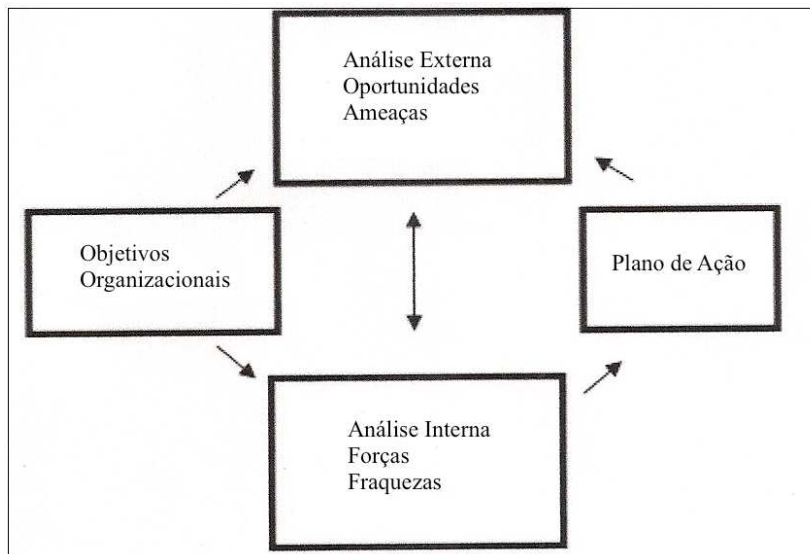 Análise Externa
Oportunidades
Ameaças
Objetivos
Organizacionais
Plano de Ação
Análise Interna
Forças
Fraquezas